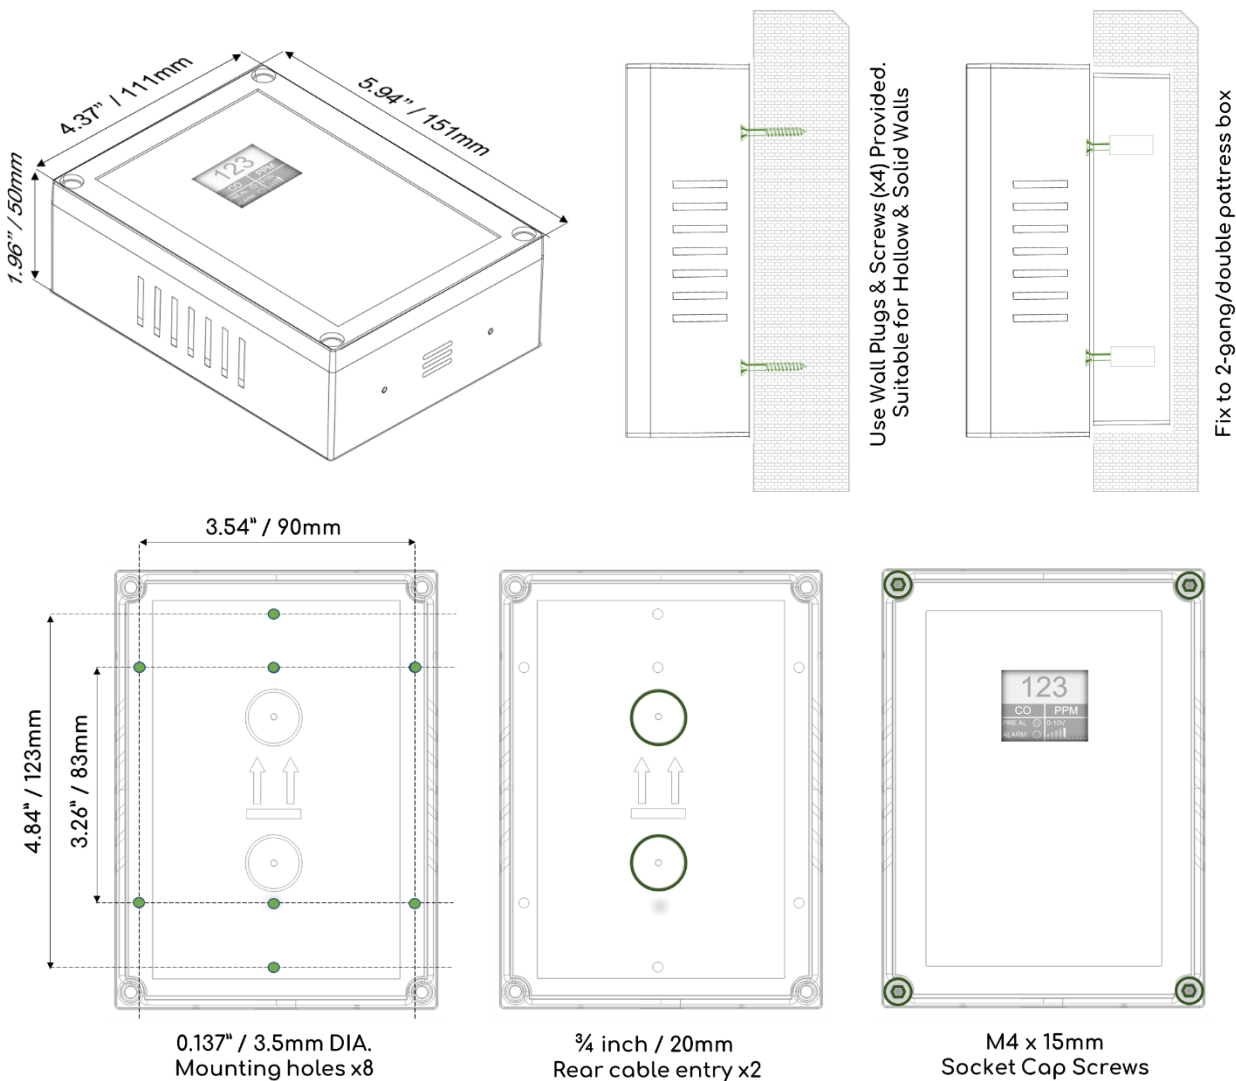 4.37" / 111mm
5.94" / 151mm
1.96" / 50mm
123
CO PPM
Use Wall Plugs & Screws (x4) Provided.
Suitable for Hollow & Solid Walls
Fix to 2-gang/double pattress box
3.54" / 90mm
4.84" / 123mm
3.26" / 83mm
0.137" / 3.5mm DIA.
Mounting holes x8
¾ inch / 20mm
Rear cable entry x2
123
CO PPM
PRE AL 0-10V
ALARM
M4 x 15mm
Socket Cap Screws